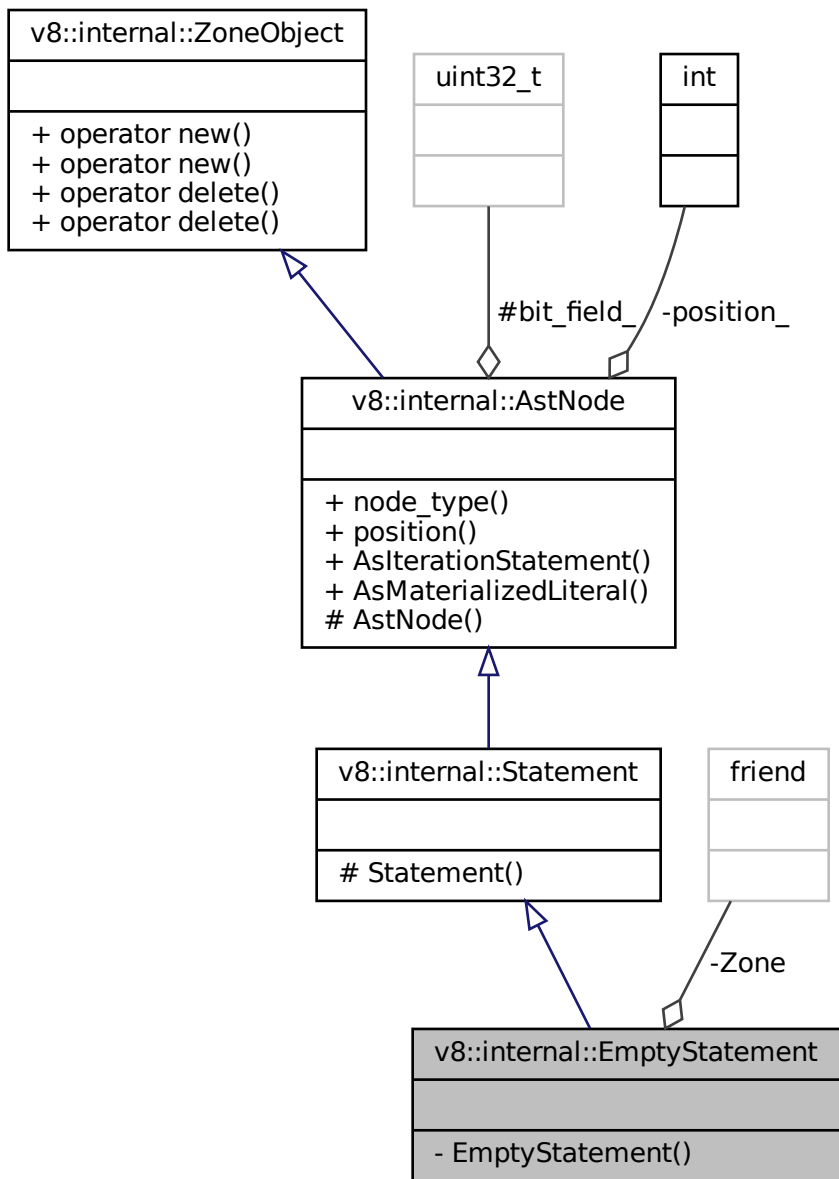 v8::internal::ZoneObject
+ operator new()
+ operator new()
+ operator delete()
+ operator delete()
uint32_t
int
#bit_field_
-position_
v8::internal::AstNode
+ node_type()
+ position()
+ AsIterationStatement()
+ AsMaterializedLiteral()
# AstNode()
v8::internal::Statement
# Statement()
friend
-Zone
v8::internal::EmptyStatement
- EmptyStatement()